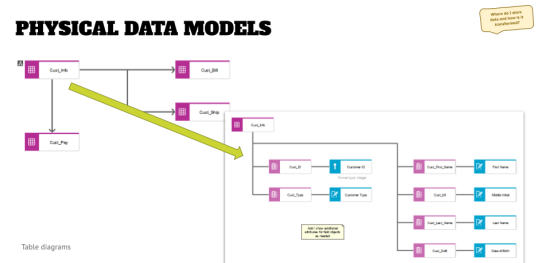 PHYSICAL DATA MODELS
Where do I store
data and how is it
transformed?
Cust_Info
Cust_Bill
Cust_Ship
Cust_Pay
Cust_Info
Cust_ID
Customer ID
Cust_Type
Customer Type
Cust_First_Name
First Name
Cust_MI
Middle Initial
Cust_Last_Name
Last Name
Cust_DoB
Date of Birth
Table diagrams